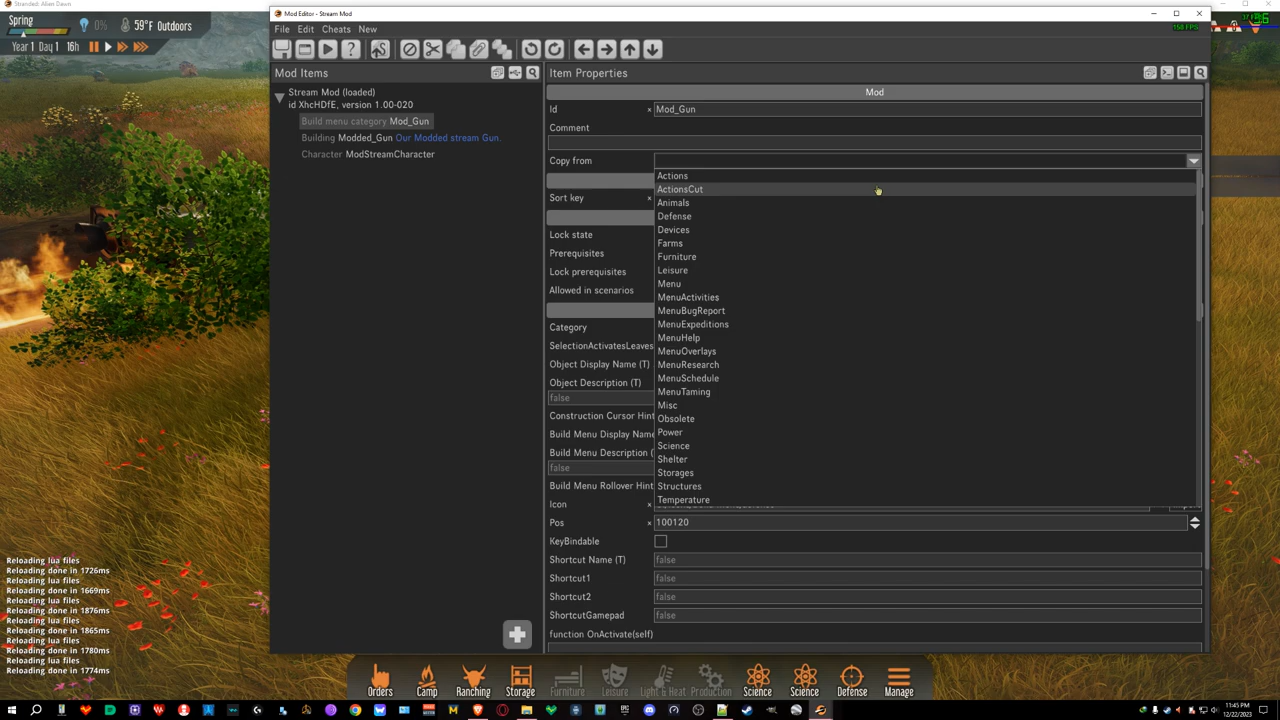 Stranded: Alien Dawn
Spring
0%
59°F Outdoors
Year 1 Day 1 16h
Mod Editor - Stream Mod
File Edit Cheats New
158 FPS
Mod Items
Stream Mod (loaded)
id XhcHDfE, version 1.00-020
Build menu category Mod_Gun
Building Modded_Gun Our Modded stream Gun.
Character ModStreamCharacter
Item Properties
Mod
Id × Mod_Gun
Comment
Copy from
Actions
ActionsCut
Animals
Defense
Devices
Farms
Furniture
Leisure
Menu
MenuActivities
MenuBugReport
MenuExpeditions
MenuHelp
MenuOverlays
MenuResearch
MenuSchedule
MenuTaming
Misc
Obsolete
Power
Science
Shelter
Storages
Structures
Temperature
Sort key ×
Lock state
Prerequisites
Lock prerequisites
Allowed in scenarios
Category
SelectionActivatesLeaves
Object Display Name (T)
Object Description (T)
false
Construction Cursor Hint
Build Menu Display Name
Build Menu Description (
false
Build Menu Rollover Hint
Icon ×
Pos × 100120
KeyBindable
Shortcut Name (T) false
Shortcut1 false
Shortcut2 false
ShortcutGamepad false
function OnActivate(self)
Reloading lua files
Reloading done in 1726ms
Reloading lua files
Reloading done in 1669ms
Reloading lua files
Reloading done in 1876ms
Reloading lua files
Reloading done in 1865ms
Reloading lua files
Reloading done in 1780ms
Reloading lua files
Reloading done in 1774ms
Orders Camp Ranching Storage Furniture Leisure Light & Heat Production Science Science Defense Manage
11:45 PM
12/22/2023